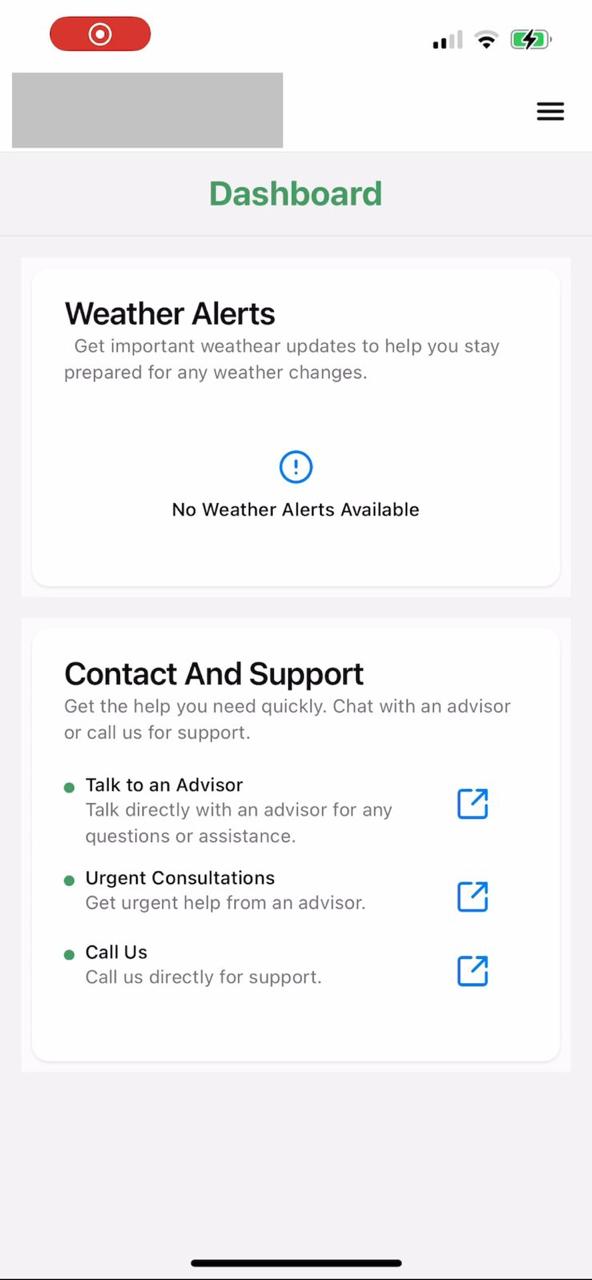 Dashboard
Weather Alerts
Get important weathear updates to help you stay
prepared for any weather changes.
No Weather Alerts Available
Contact And Support
Get the help you need quickly. Chat with an advisor
or call us for support.
Talk to an Advisor
Talk directly with an advisor for any
questions or assistance.
Urgent Consultations
Get urgent help from an advisor.
Call Us
Call us directly for support.